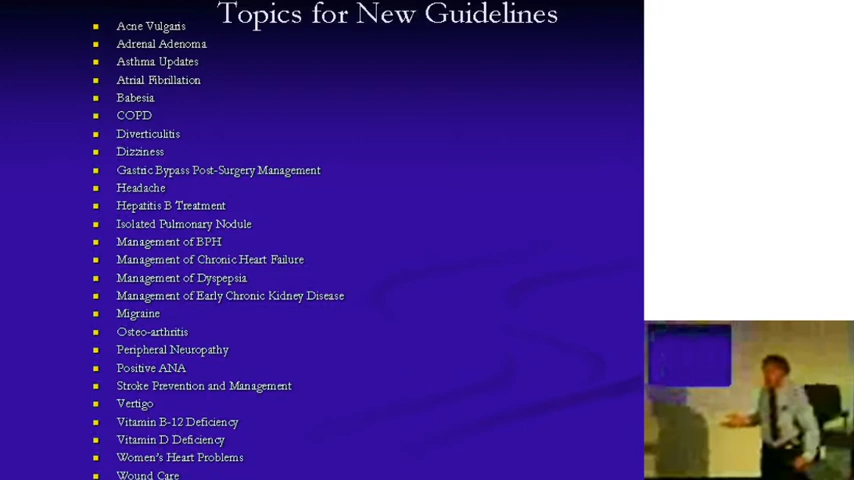 Topics for New Guidelines
Acne Vulgaris
Adrenal Adenoma
Asthma Updates
Atrial Fibrillation
Babesia
COPD
Diverticulitis
Dizziness
Gastric Bypass Post-Surgery Management
Headache
Hepatitis B Treatment
Isolated Pulmonary Nodule
Management of BPH
Management of Chronic Heart Failure
Management of Dyspepsia
Management of Early Chronic Kidney Disease
Migraine
Osteo-arthritis
Peripheral Neuropathy
Positive ANA
Stroke Prevention and Management
Vertigo
Vitamin B-12 Deficiency
Vitamin D Deficiency
Women's Heart Problems
Wound Care